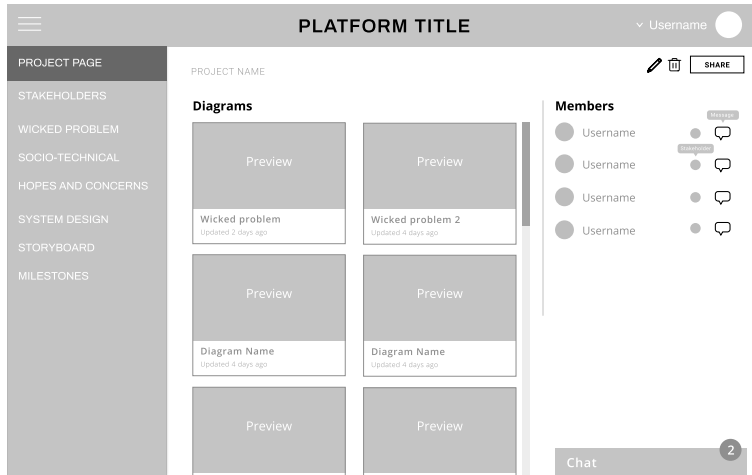 PLATFORM TITLE
Username
PROJECT PAGE
STAKEHOLDERS
WICKED PROBLEM
SOCIO-TECHNICAL
HOPES AND CONCERNS
SYSTEM DESIGN
STORYBOARD
MILESTONES
PROJECT NAME
SHARE
Diagrams
Preview
Wicked problem
Updated 2 days ago
Preview
Wicked problem 2
Updated 4 days ago
Preview
Diagram Name
Updated 4 days ago
Preview
Diagram Name
Updated 4 days ago
Preview
Preview
Members
Message
Username
Stakeholder
Username
Username
Username
Chat
2